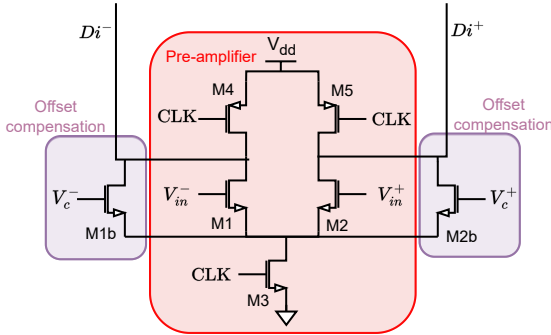 Di⁻
Di⁺
V_dd
Pre-amplifier
M4
M5
Offset
compensation
CLK
CLK
Offset
compensation
V_c⁻
V_in⁻
V_in⁺
V_c⁺
M1b
M1
M2
M2b
CLK
M3